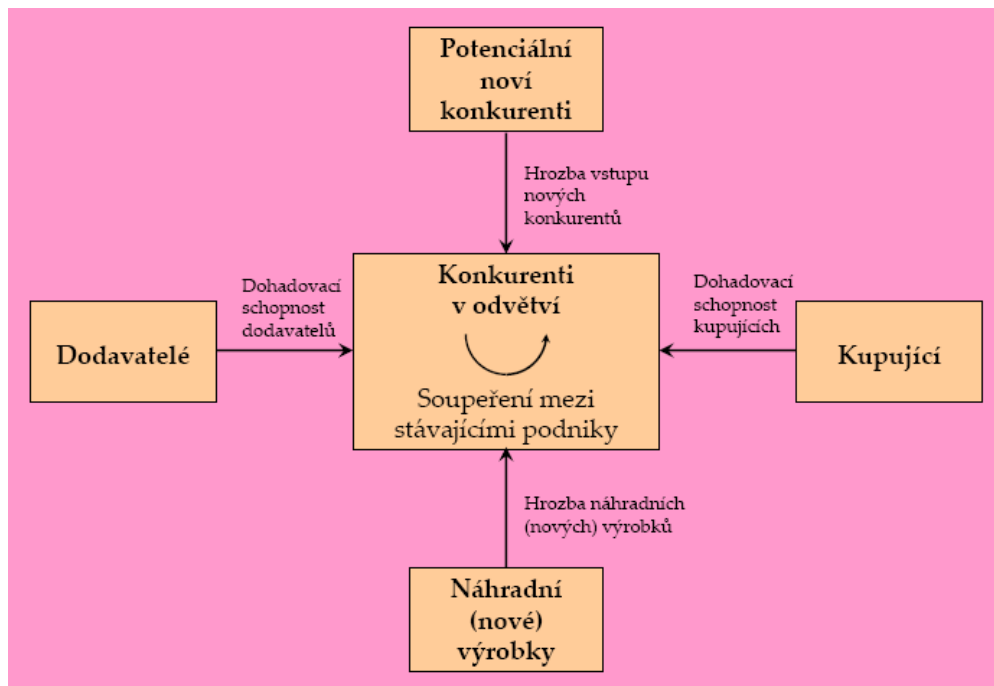 Potenciální
noví
konkurenti
Hrozba vstupu
nových
konkurentů
Konkurenti
v odvětví
Soupeření mezi
stávajícími podniky
Dohadovací
schopnost
dodavatelů
Dodavatelé
Dohadovací
schopnost
kupujících
Kupující
Hrozba náhradních
(nových) výrobků
Náhradní
(nové)
výrobky